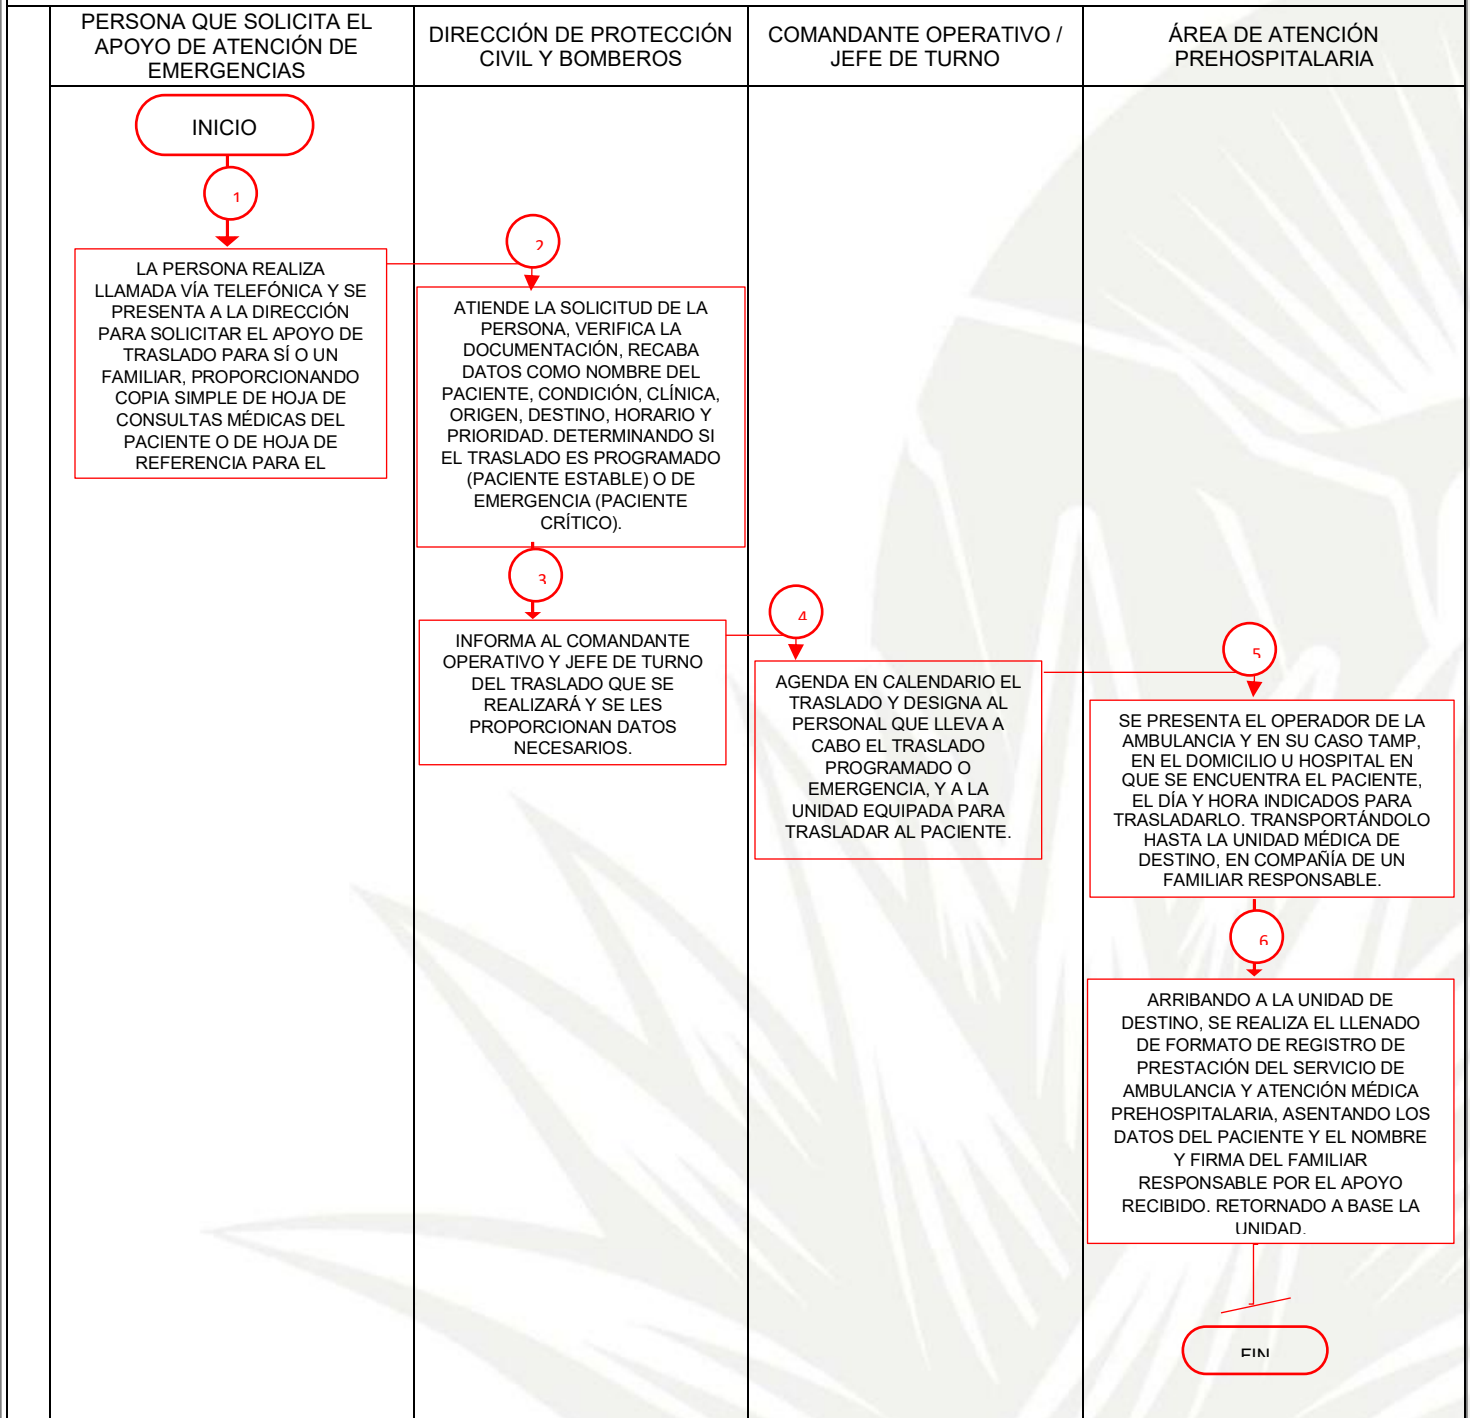 PERSONA QUE SOLICITA EL
APOYO DE ATENCIÓN DE
EMERGENCIAS
DIRECCIÓN DE PROTECCIÓN
CIVIL Y BOMBEROS
COMANDANTE OPERATIVO /
JEFE DE TURNO
ÁREA DE ATENCIÓN
PREHOSPITALARIA
INICIO
1
LA PERSONA REALIZA
LLAMADA VÍA TELEFÓNICA Y SE
PRESENTA A LA DIRECCIÓN
PARA SOLICITAR EL APOYO DE
TRASLADO PARA SÍ O UN
FAMILIAR, PROPORCIONANDO
COPIA SIMPLE DE HOJA DE
CONSULTAS MÉDICAS DEL
PACIENTE O DE HOJA DE
REFERENCIA PARA EL
2
ATIENDE LA SOLICITUD DE LA
PERSONA, VERIFICA LA
DOCUMENTACIÓN, RECABA
DATOS COMO NOMBRE DEL
PACIENTE, CONDICIÓN, CLÍNICA,
ORIGEN, DESTINO, HORARIO Y
PRIORIDAD. DETERMINANDO SI
EL TRASLADO ES PROGRAMADO
(PACIENTE ESTABLE) O DE
EMERGENCIA (PACIENTE
CRÍTICO).
3
INFORMA AL COMANDANTE
OPERATIVO Y JEFE DE TURNO
DEL TRASLADO QUE SE
REALIZARÁ Y SE LES
PROPORCIONAN DATOS
NECESARIOS.
4
AGENDA EN CALENDARIO EL
TRASLADO Y DESIGNA AL
PERSONAL QUE LLEVA A
CABO EL TRASLADO
PROGRAMADO O
EMERGENCIA, Y A LA
UNIDAD EQUIPADA PARA
TRASLADAR AL PACIENTE.
5
SE PRESENTA EL OPERADOR DE LA
AMBULANCIA Y EN SU CASO TAMP,
EN EL DOMICILIO U HOSPITAL EN
QUE SE ENCUENTRA EL PACIENTE,
EL DÍA Y HORA INDICADOS PARA
TRASLADARLO. TRANSPORTÁNDOLO
HASTA LA UNIDAD MÉDICA DE
DESTINO, EN COMPAÑÍA DE UN
FAMILIAR RESPONSABLE.
6
ARRIBANDO A LA UNIDAD DE
DESTINO, SE REALIZA EL LLENADO
DE FORMATO DE REGISTRO DE
PRESTACIÓN DEL SERVICIO DE
AMBULANCIA Y ATENCIÓN MÉDICA
PREHOSPITALARIA, ASENTANDO LOS
DATOS DEL PACIENTE Y EL NOMBRE
Y FIRMA DEL FAMILIAR
RESPONSABLE POR EL APOYO
RECIBIDO. RETORNADO A BASE LA
UNIDAD.
FIN